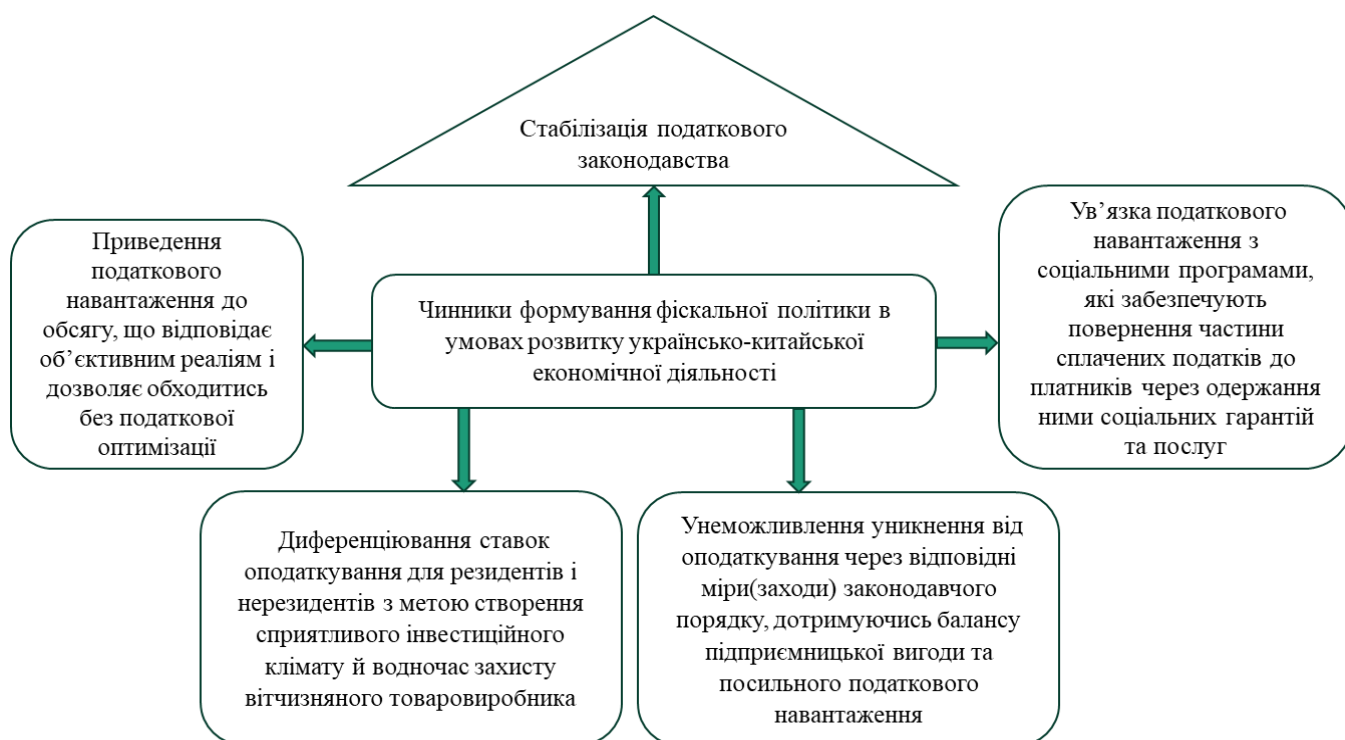 Стабілізація податкового
законодавства
Приведення
податкового
навантаження до
обсягу, що відповідає
об’єктивним реаліям і
дозволяє обходитись
без податкової
оптимізації
Чинники формування фіскальної політики в
умовах розвитку українсько-китайської
економічної діяльності
Ув’язка податкового
навантаження з
соціальними програмами,
які забезпечують
повернення частини
сплачених податків до
платників через одержання
ними соціальних гарантій
та послуг
Диференціювання ставок
оподаткування для резидентів і
нерезидентів з метою створення
сприятливого інвестиційного
клімату й водночас захисту
вітчизняного товаровиробника
Унеможливлення уникнення від
оподаткування через відповідні
міри(заходи) законодавчого
порядку, дотримуючись балансу
підприємницької вигоди та
посильного податкового
навантаження